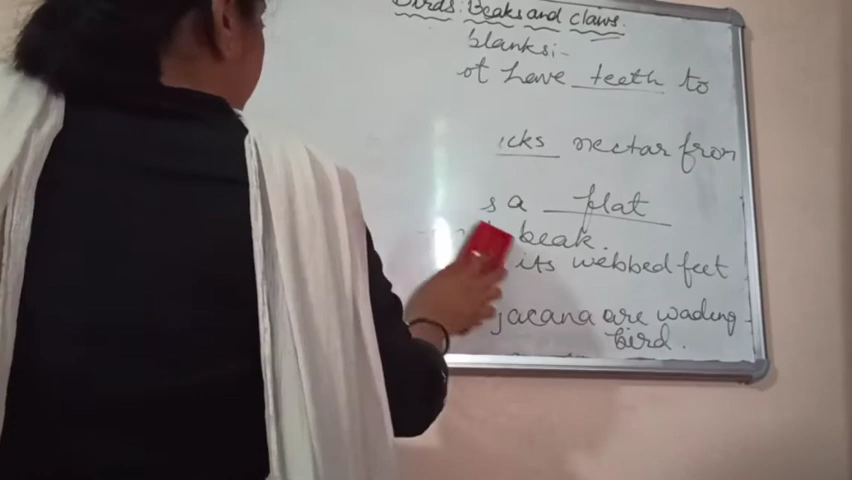 Birds: Beaks and claws.
blanks:-
ot have teeth to
icks nectar from
s a flat
beak.
its webbed feet
jacana are wading-
bird.